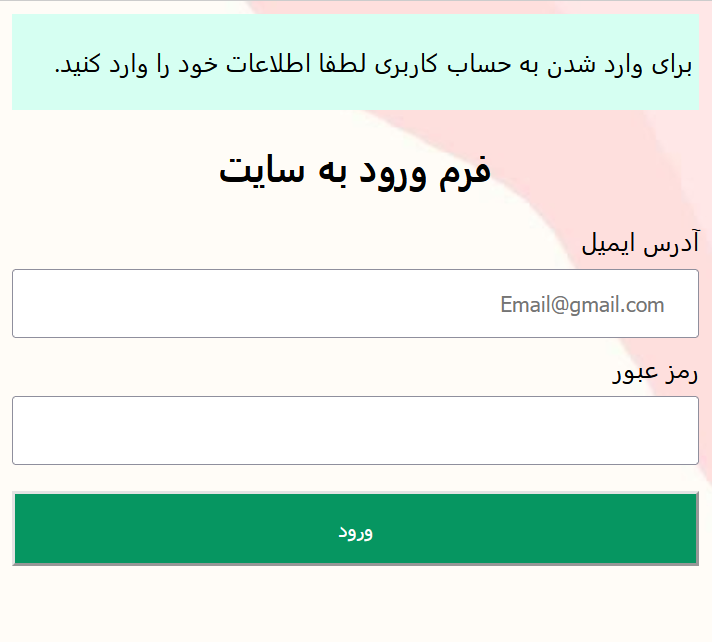 برای وارد شدن به حساب کاربری لطفا اطلاعات خود را وارد کنید.
فرم ورود به سایت
آدرس ایمیل
Email@gmail.com
رمز عبور
ورود